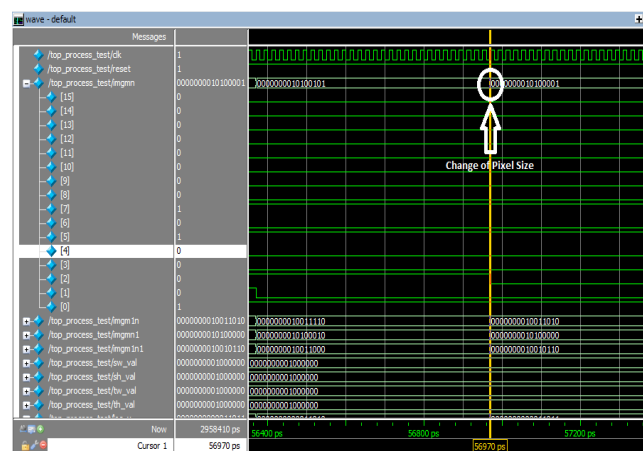 wave - default
Messages
/top_process_test/clk 1
/top_process_test/reset 1
/top_process_test/imgmn 0000000010100001 0000000010100101 0000000010100001
[15] 0
[14] 0
[13] 0
[12] 0
[11] 0
[10] 0
[9] 0
[8] 0
[7] 1
[6] 0
[5] 1
[4] 0
[3] 0
[2] 0
[1] 0
[0] 1
Change of Pixel Size
/top_process_test/imgm1n 0000000010011010 0000000010011110 0000000010011010
/top_process_test/imgmn1 0000000010100000 0000000010100010 0000000010100000
/top_process_test/imgm1n1 0000000010010110 0000000010011000 0000000010010110
/top_process_test/sw_val 0000000001000000 0000000001000000
/top_process_test/sh_val 0000000001000000 0000000001000000
/top_process_test/tw_val 0000000001000000 0000000001000000
/top_process_test/th_val 0000000001000000 0000000001000000
Now 2958410 ps 56400 ps 56800 ps 57200 ps
Cursor 1 56970 ps 56970 ps